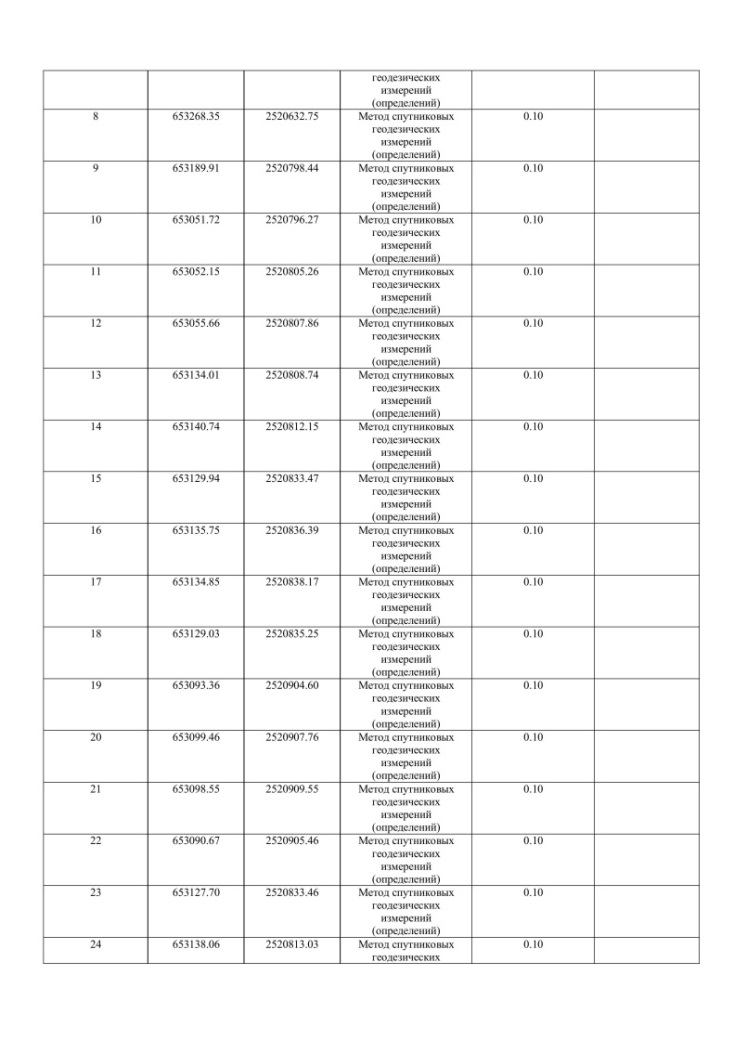 геодезических
измерений
(определений)
8 653268.35 2520632.75 Метод спутниковых 0.10
геодезических
измерений
(определений)
9 653189.91 2520798.44 Метод спутниковых 0.10
геодезических
измерений
(определений)
10 653051.72 2520796.27 Метод спутниковых 0.10
геодезических
измерений
(определений)
11 653052.15 2520805.26 Метод спутниковых 0.10
геодезических
измерений
(определений)
12 653055.66 2520807.86 Метод спутниковых 0.10
геодезических
измерений
(определений)
13 653134.01 2520808.74 Метод спутниковых 0.10
геодезических
измерений
(определений)
14 653140.74 2520812.15 Метод спутниковых 0.10
геодезических
измерений
(определений)
15 653129.94 2520833.47 Метод спутниковых 0.10
геодезических
измерений
(определений)
16 653135.75 2520836.39 Метод спутниковых 0.10
геодезических
измерений
(определений)
17 653134.85 2520838.17 Метод спутниковых 0.10
геодезических
измерений
(определений)
18 653129.03 2520835.25 Метод спутниковых 0.10
геодезических
измерений
(определений)
19 653093.36 2520904.60 Метод спутниковых 0.10
геодезических
измерений
(определений)
20 653099.46 2520907.76 Метод спутниковых 0.10
геодезических
измерений
(определений)
21 653098.55 2520909.55 Метод спутниковых 0.10
геодезических
измерений
(определений)
22 653090.67 2520905.46 Метод спутниковых 0.10
геодезических
измерений
(определений)
23 653127.70 2520833.46 Метод спутниковых 0.10
геодезических
измерений
(определений)
24 653138.06 2520813.03 Метод спутниковых 0.10
геодезических